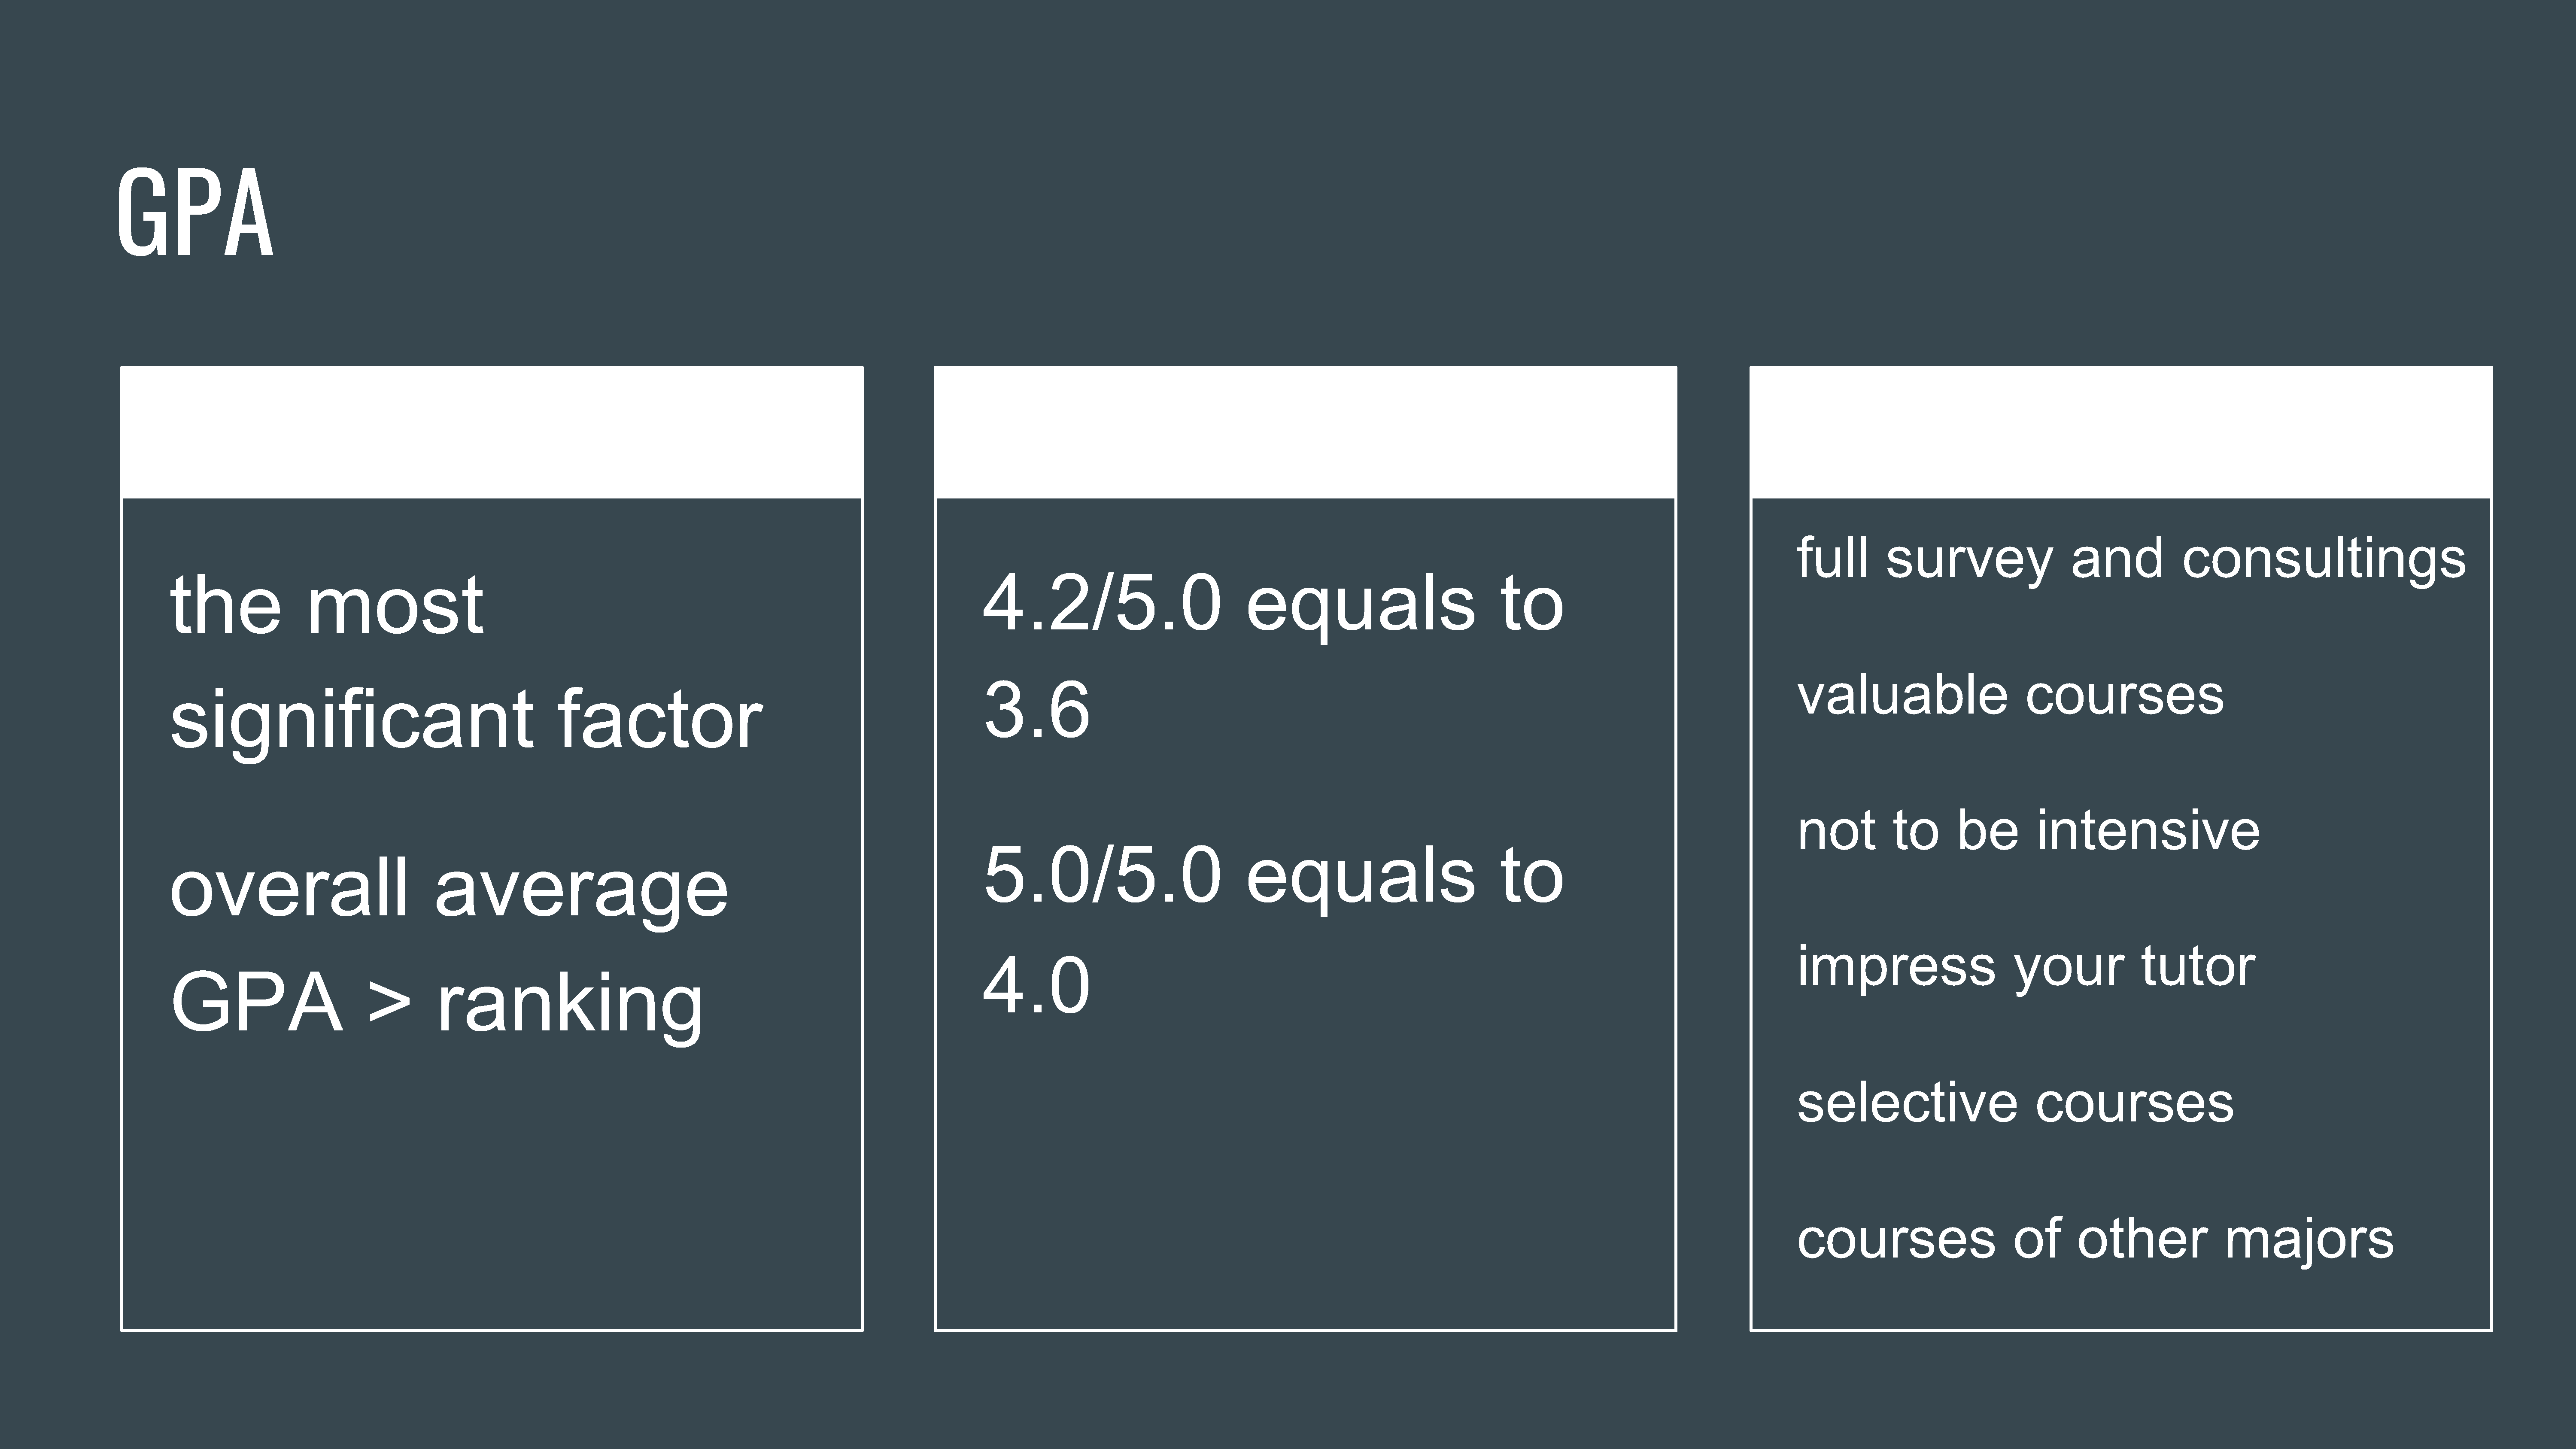 GPA
the most
significant factor
overall average
GPA > ranking
4.2/5.0 equals to
3.6
5.0/5.0 equals to
4.0
full survey and consultings
valuable courses
not to be intensive
impress your tutor
selective courses
courses of other majors